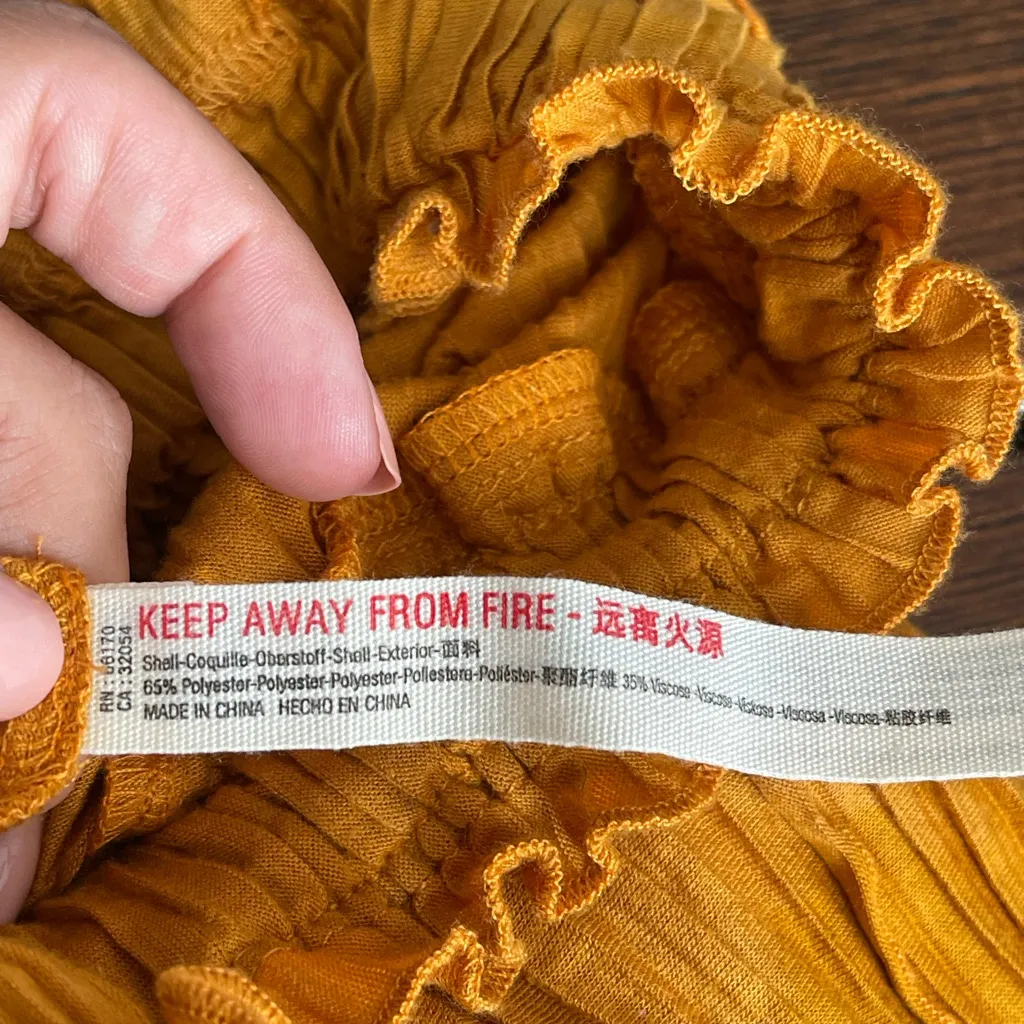 RN 66170
CA 32054
KEEP AWAY FROM FIRE - 远离火源
Shell-Coquille-Oberstoff-Shell-Exterior-面料
65% Polyester-Polyester-Polyester-Poliestere-Poliéster-聚酯纤维 35% Viscose-Viscose-Viskose-Viscosa-Viscosa-粘胶纤维
MADE IN CHINA HECHO EN CHINA